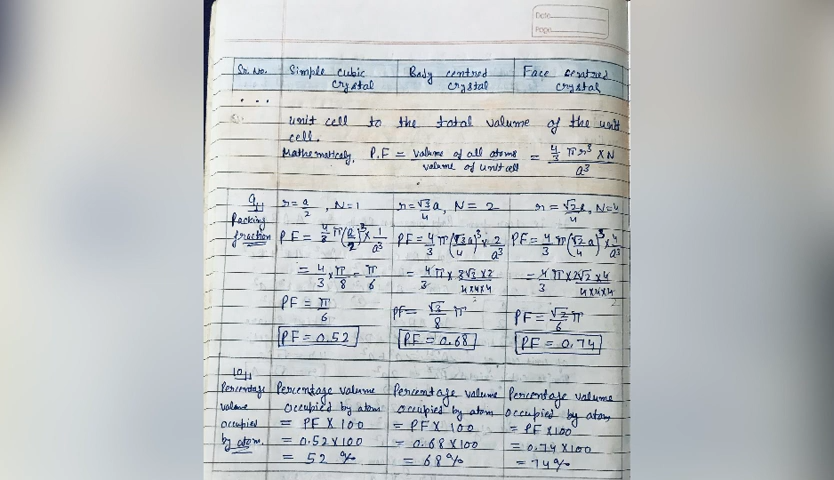 Date
Page
Sr. No. Simple cubic crystal Body centred crystal Face centred crystal
...
unit cell to the total volume of the unit
cell.
Mathematically, P.F = volume of all atoms / volume of unit cell = 4/3 πr³ × N / a³
9 Packing fraction
r = a/2, N=1
PF = 4/3 π(a/2)³ × 1/a³
= 4/3 × π/8 = π/6
PF = π/6
PF = 0.52
r = √3a/4, N = 2
PF = 4/3 π(√3a/4)³ × 2/a³
= 4/3 π × 3√3 × 2 / 4×4×4
PF = √3/8 π
PF = 0.68
r = √2a/4, N=4
PF = 4/3 π(√2a/4)³ × 4/a³
= 4/3 π × 2√2 × 4 / 4×4×4
PF = √2/6 π
PF = 0.74
10 Percentage
volume
occupied
by atom.
Percentage volume
occupied by atom
= PF × 100
= 0.52×100
= 52 %
Percentage volume
occupied by atom
= PF × 100
= 0.68×100
= 68%
Percentage volume
occupied by atom
= PF × 100
= 0.74×100
= 74%